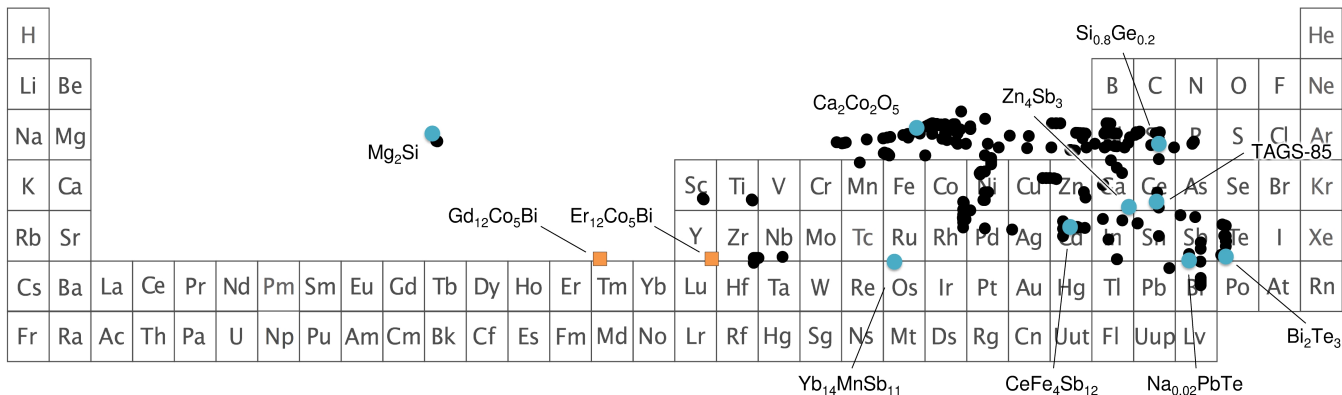 H He
Si₀.₈Ge₀.₂
Li Be B C N O F Ne
Zn₄Sb₃
Ca₂Co₂O₅
Na Mg P S Cl Ar
Mg₂Si
TAGS-85
K Ca Sc Ti V Cr Mn Fe Co Ni Cu Zn Ga Ge As Se Br Kr
Gd₁₂Co₅Bi Er₁₂Co₅Bi
Rb Sr Y Zr Nb Mo Tc Ru Rh Pd Ag Cd In Sn Sb Te I Xe
Cs Ba La Ce Pr Nd Pm Sm Eu Gd Tb Dy Ho Er Tm Yb Lu Hf Ta W Re Os Ir Pt Au Hg Tl Pb Bi Po At Rn
Fr Ra Ac Th Pa U Np Pu Am Cm Bk Cf Es Fm Md No Lr Rf Hg Sg Ns Mt Ds Rg Cn Uut Fl Uup Lv
Bi₂Te₃
Yb₁₄MnSb₁₁ CeFe₄Sb₁₂ Na₀.₀₂PbTe